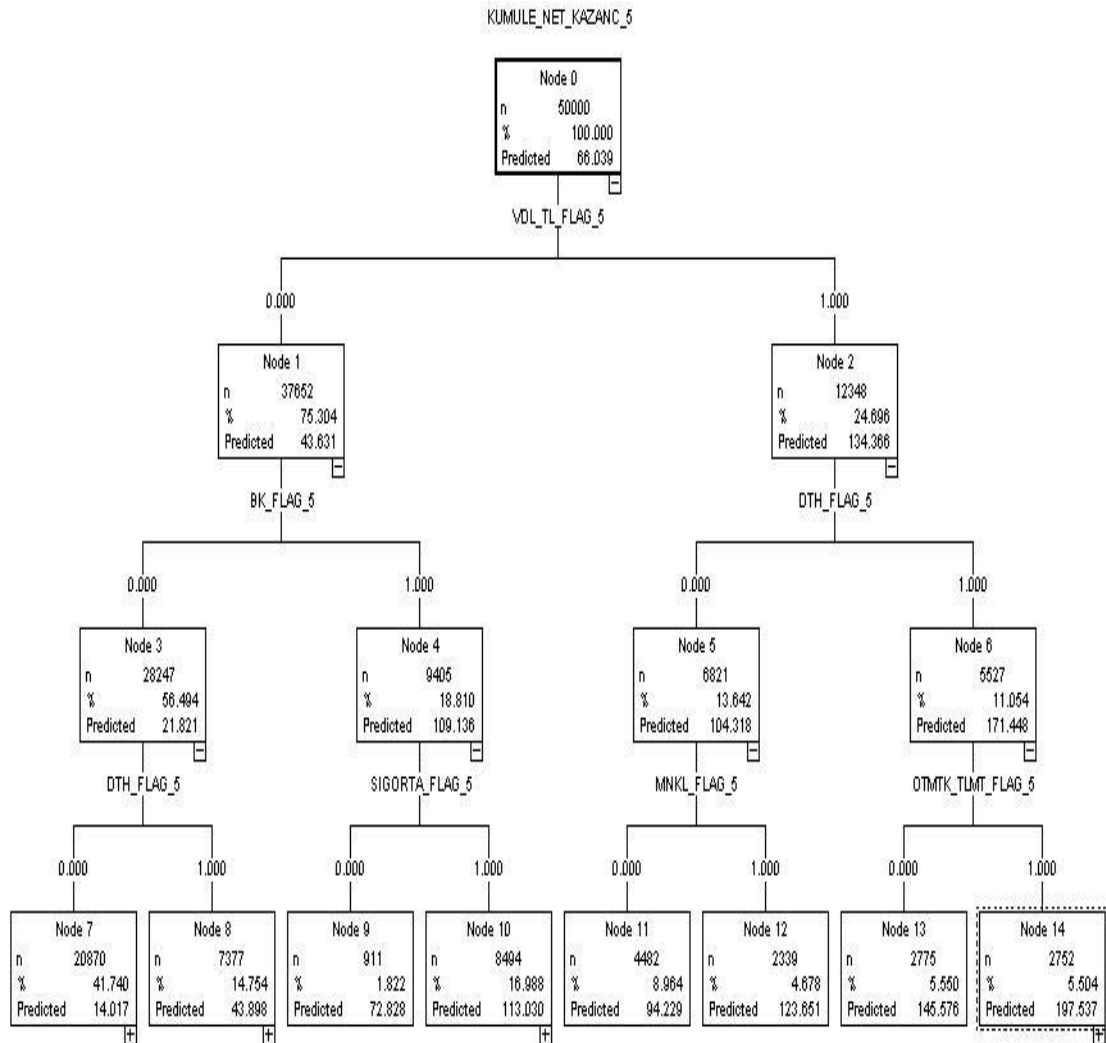 KUMULE_NET_KAZANC_5
Node 0
n 50000
% 100.000
Predicted 66.039
VDL_TL_FLAG_5
0.000 1.000
Node 1
n 37652
% 75.304
Predicted 43.631
Node 2
n 12348
% 24.696
Predicted 134.366
BK_FLAG_5
DTH_FLAG_5
0.000 1.000 0.000 1.000
Node 3
n 28247
% 56.494
Predicted 21.821
Node 4
n 9405
% 18.810
Predicted 109.136
Node 5
n 6821
% 13.642
Predicted 104.318
Node 6
n 5527
% 11.054
Predicted 171.448
DTH_FLAG_5
SIGORTA_FLAG_5
MNKL_FLAG_5
OTMTK_TLMT_FLAG_5
0.000 1.000 0.000 1.000 0.000 1.000 0.000 1.000
Node 7
n 20870
% 41.740
Predicted 14.017
Node 8
n 7377
% 14.754
Predicted 43.898
Node 9
n 911
% 1.822
Predicted 72.828
Node 10
n 8494
% 16.988
Predicted 113.030
Node 11
n 4482
% 8.964
Predicted 94.229
Node 12
n 2339
% 4.678
Predicted 123.651
Node 13
n 2775
% 5.550
Predicted 145.576
Node 14
n 2752
% 5.504
Predicted 197.537